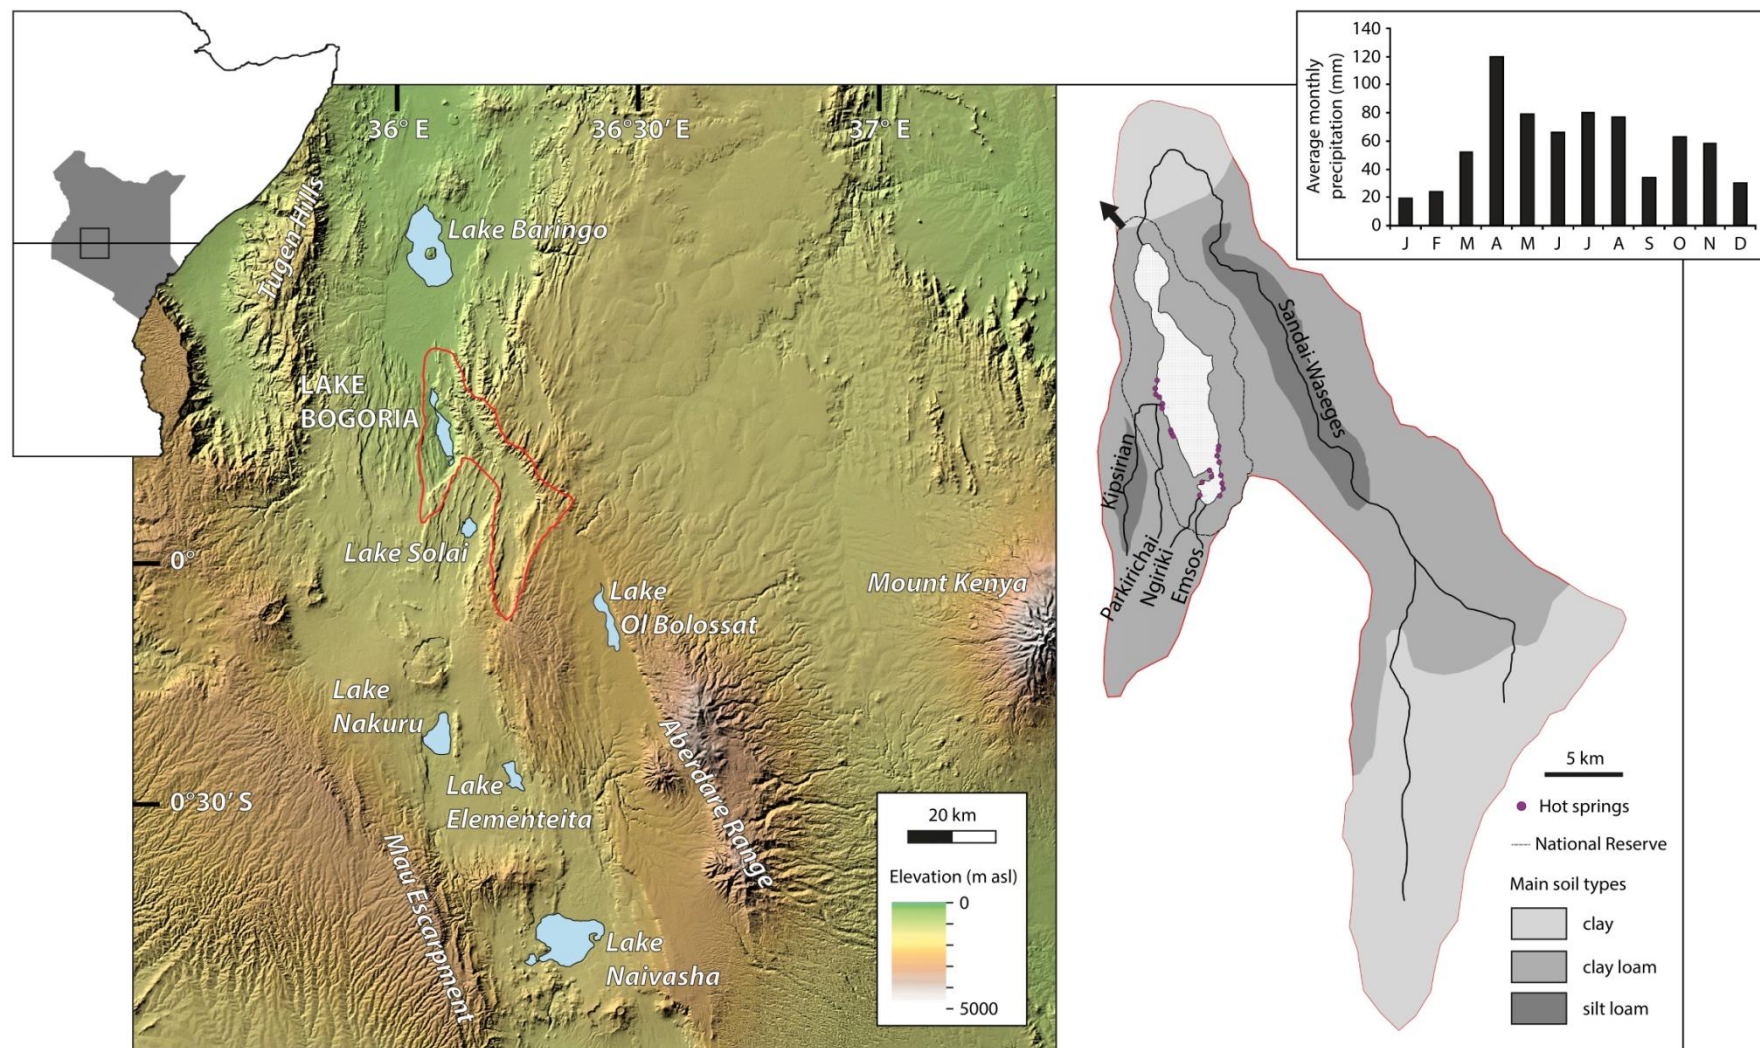 36° E
36°30' E
37° E
Tugen Hills
Lake Baringo
LAKE
BOGORIA
Lake Solai
0°
Lake
Ol Bolossat
Mount Kenya
Lake
Nakuru
Lake
Elementeita
0°30' S
Mau Escarpment
Aberdare Range
Lake
Naivasha
20 km
Elevation (m asl)
0
5000
Average monthly
precipitation (mm)
140
120
100
80
60
40
20
0
J F M A M J J A S O N D
Sandai-Waseges
Kipsirian
Parkirichai
Ngiriki
Emsos
5 km
Hot springs
National Reserve
Main soil types
clay
clay loam
silt loam